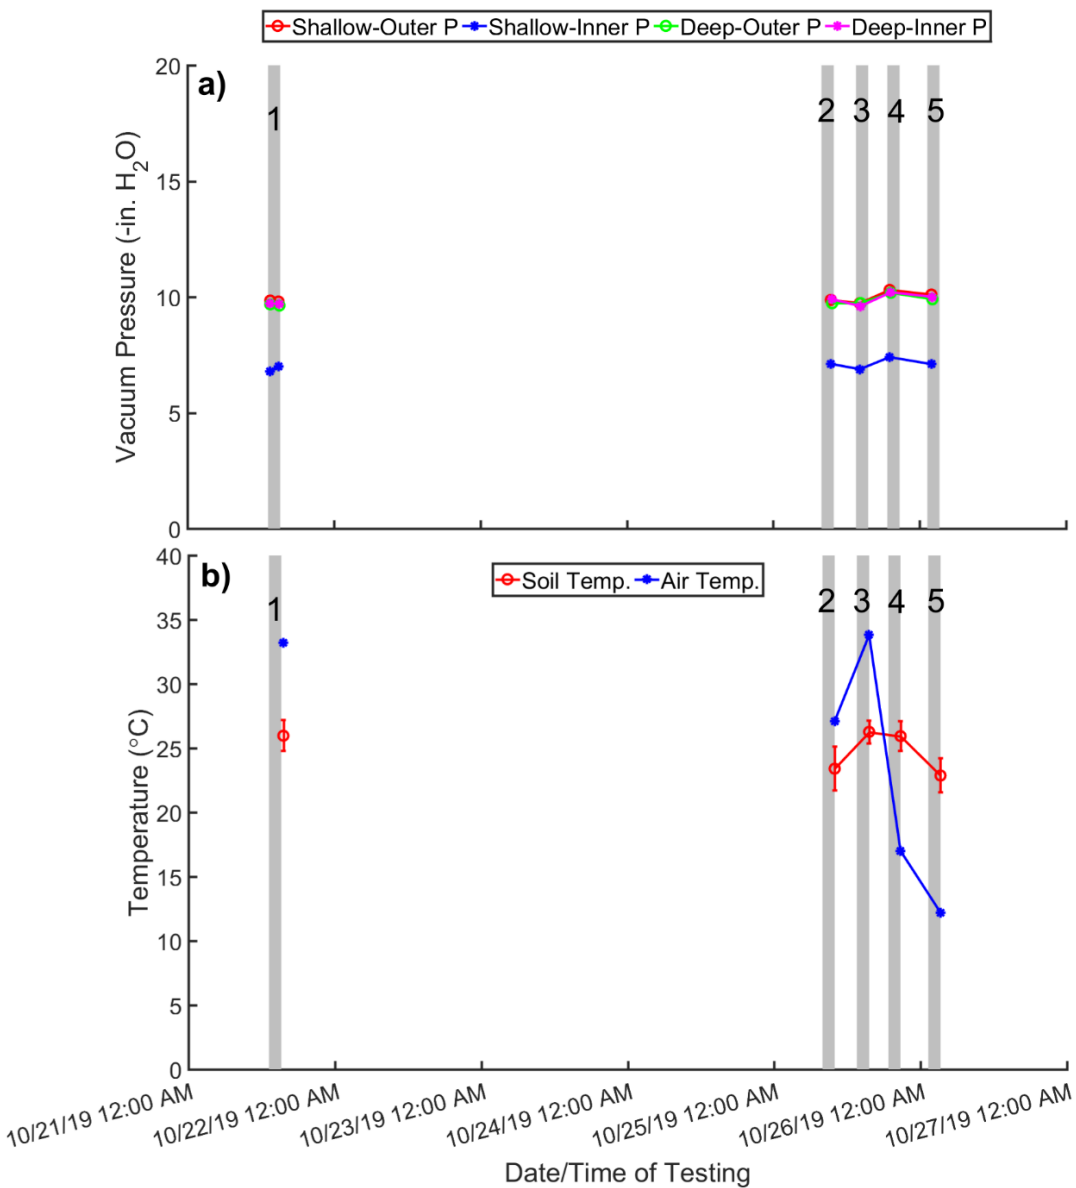 Shallow-Outer P Shallow-Inner P Deep-Outer P Deep-Inner P
a)
20
15
10
5
0
Vacuum Pressure (-in. H₂O)
1 2 3 4 5
b)
Soil Temp. Air Temp.
40
35
30
25
20
15
10
5
0
Temperature (°C)
1 2 3 4 5
10/21/19 12:00 AM
10/22/19 12:00 AM
10/23/19 12:00 AM
10/24/19 12:00 AM
10/25/19 12:00 AM
10/26/19 12:00 AM
10/27/19 12:00 AM
Date/Time of Testing